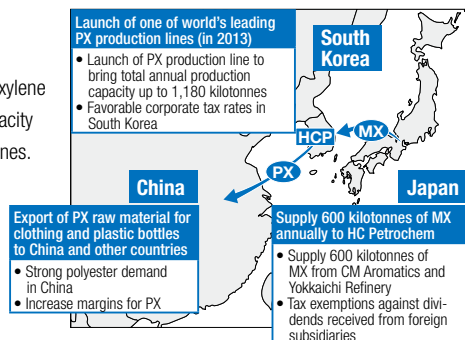 Launch of one of world's leading
PX production lines (in 2013)
• Launch of PX production line to
bring total annual production
capacity up to 1,180 kilotonnes
• Favorable corporate tax rates in
South Korea
South
Korea
xylene
acity
nes.
HCP
MX
PX
China
Export of PX raw material for
clothing and plastic bottles
to China and other countries
• Strong polyester demand
in China
• Increase margins for PX
Japan
Supply 600 kilotonnes of MX
annually to HC Petrochem
• Supply 600 kilotonnes of
MX from CM Aromatics and
Yokkaichi Refinery
• Tax exemptions against divi-
dends received from foreign
subsidiaries